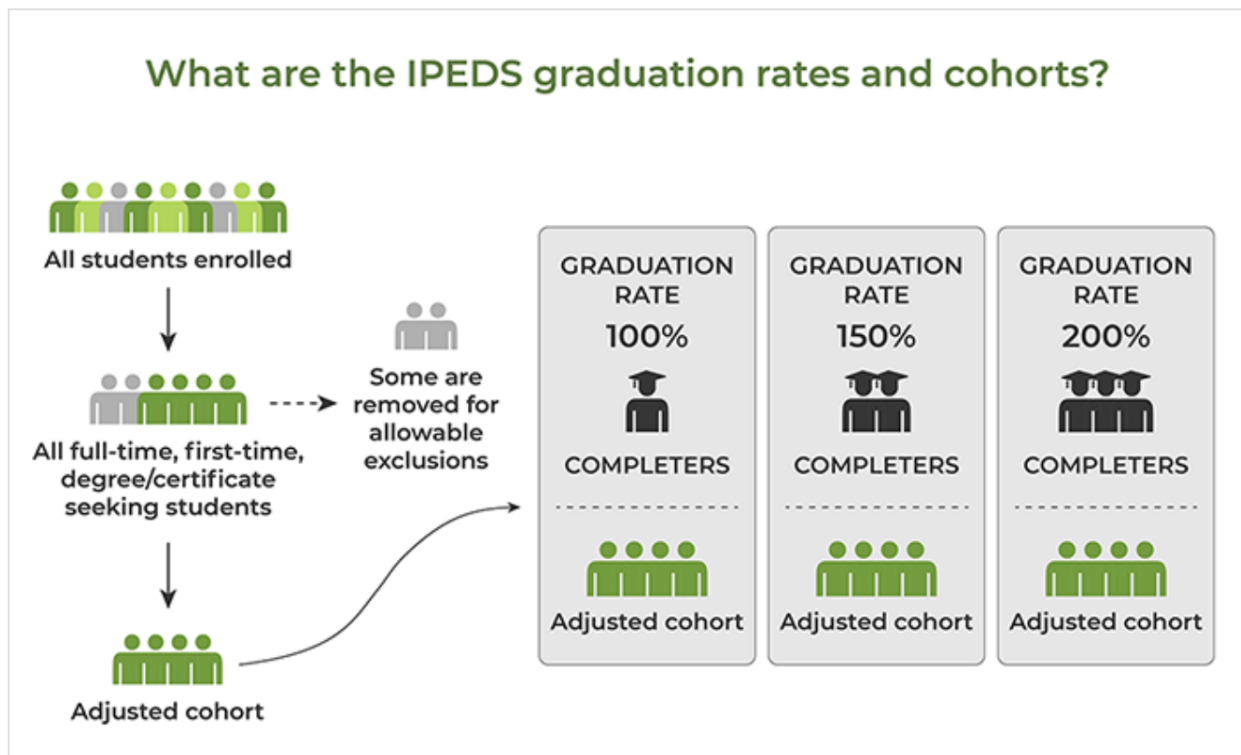 What are the IPEDS graduation rates and cohorts?
All students enrolled
Some are
removed for
allowable
exclusions
All full-time, first-time,
degree/certificate
seeking students
Adjusted cohort
GRADUATION
RATE
100%
COMPLETERS
Adjusted cohort
GRADUATION
RATE
150%
COMPLETERS
Adjusted cohort
GRADUATION
RATE
200%
COMPLETERS
Adjusted cohort